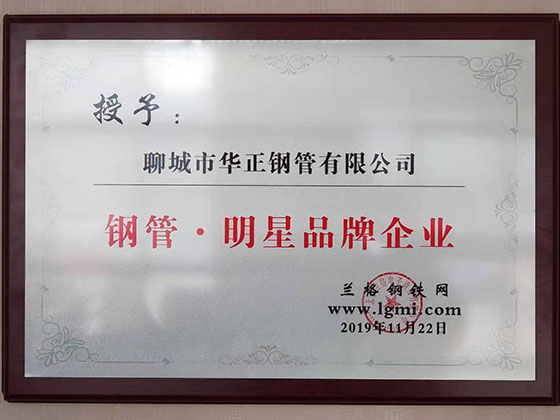 授予：
聊城市华正钢管有限公司
钢管·明星品牌企业
兰格钢铁网
www.lgmi.com
2019年11月22日